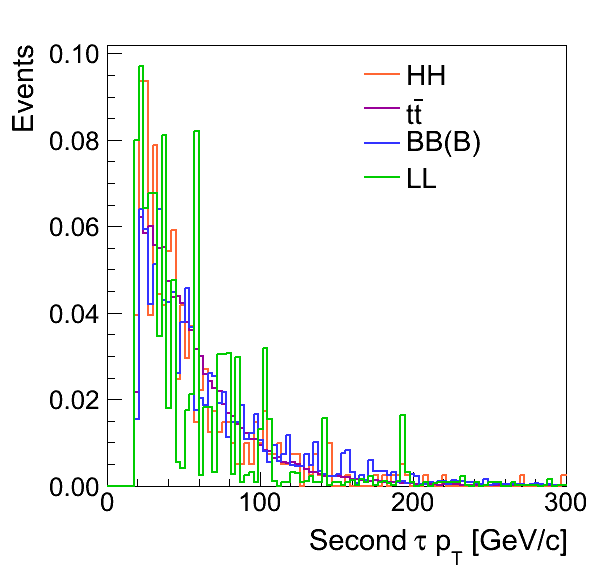 Events
0.10
0.08
0.06
0.04
0.02
0.00
0 100 200 300
HH
tt̄
BB(B)
LL
Second τ p_T [GeV/c]